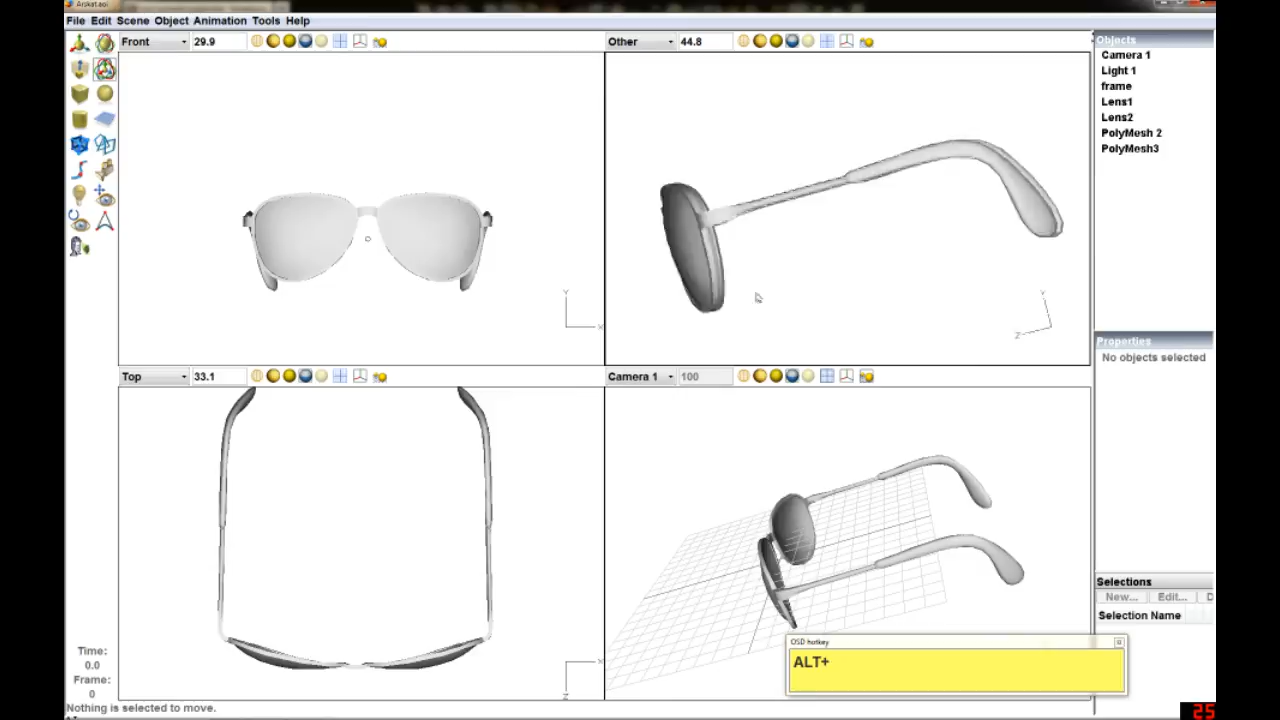 Arskat.aoi
File Edit Scene Object Animation Tools Help
Front 29.9
Other 44.8
Objects
Camera 1
Light 1
frame
Lens1
Lens2
PolyMesh 2
PolyMesh3
Y
X
Y
Z
Properties
No objects selected
Top 33.1
Camera 1 100
X
Z
Selections
New... Edit... D
Selection Name
OSD hotkey
ALT+
Time:
0.0
Frame:
0
Nothing is selected to move.
25